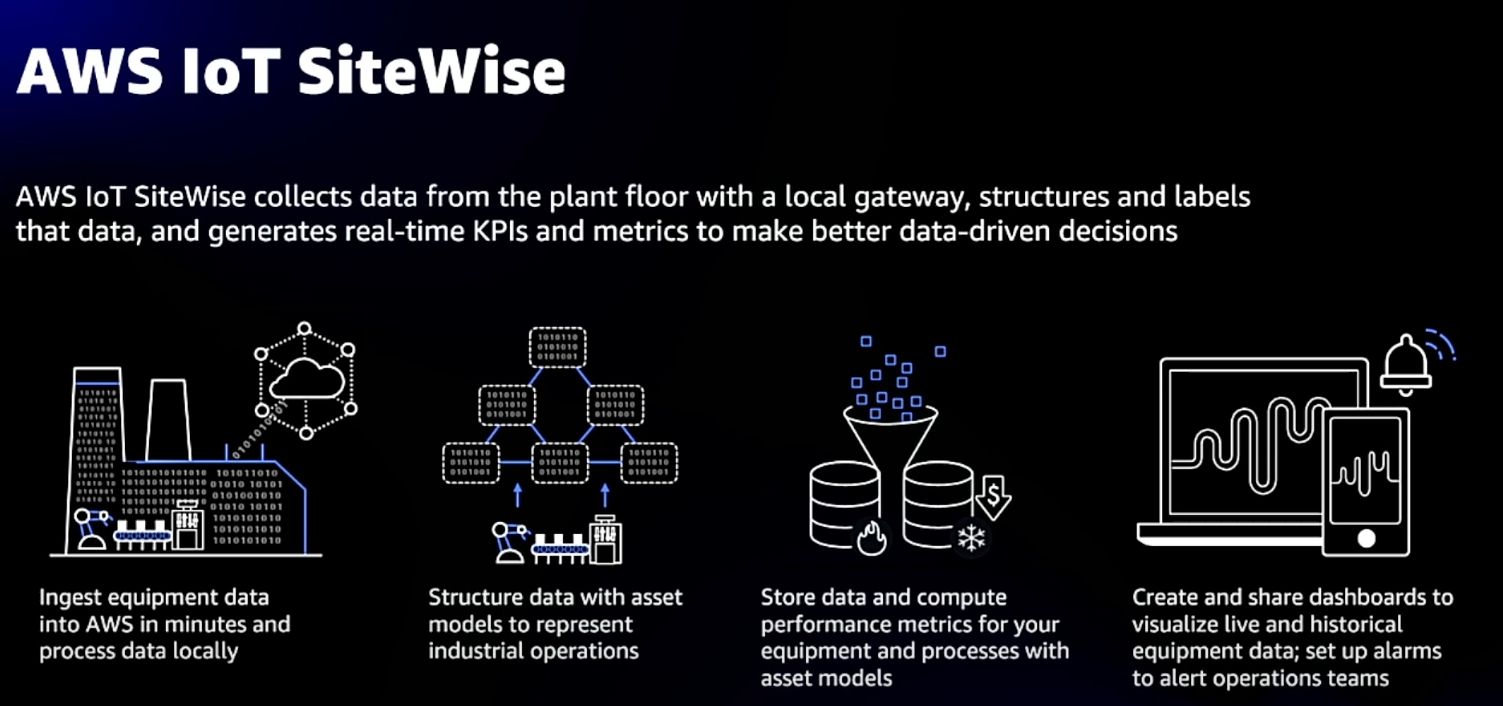 AWS IoT SiteWise
AWS IoT SiteWise collects data from the plant floor with a local gateway, structures and labels
that data, and generates real-time KPIs and metrics to make better data-driven decisions
Ingest equipment data
into AWS in minutes and
process data locally
Structure data with asset
models to represent
industrial operations
Store data and compute
performance metrics for your
equipment and processes with
asset models
Create and share dashboards to
visualize live and historical
equipment data; set up alarms
to alert operations teams